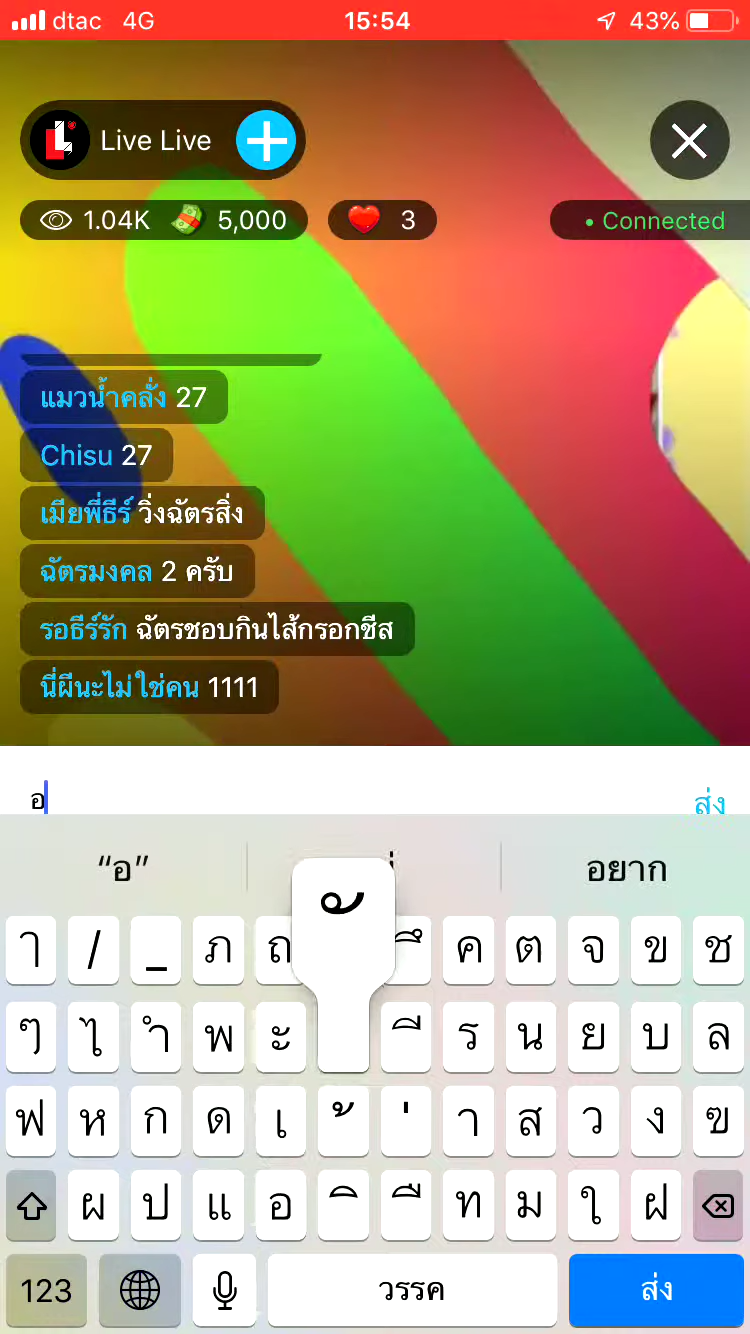 dtac 4G 15:54 43%
Live Live
1.04K 5,000 3 • Connected
แมวน้ำคลั่ง 27
Chisu 27
เมียพี่ธีร์ วิ่งฉัตรสิ่ง
ฉัตรมงคล 2 ครับ
รอธีร์รัก ฉัตรชอบกินไส้กรอกชีส
นี่ผีนะไม่ใช่คน 1111
อ ส่ง
“อ” อยาก
ๅ / _ ภ ถ ั ึ ค ต จ ข ช
ๆ ไ ำ พ ะ ี ร น ย บ ล
ฟ ห ก ด เ ้ ่ า ส ว ง ฃ
ผ ป แ อ ิ ื ท ม ใ ฝ
123 วรรค ส่ง